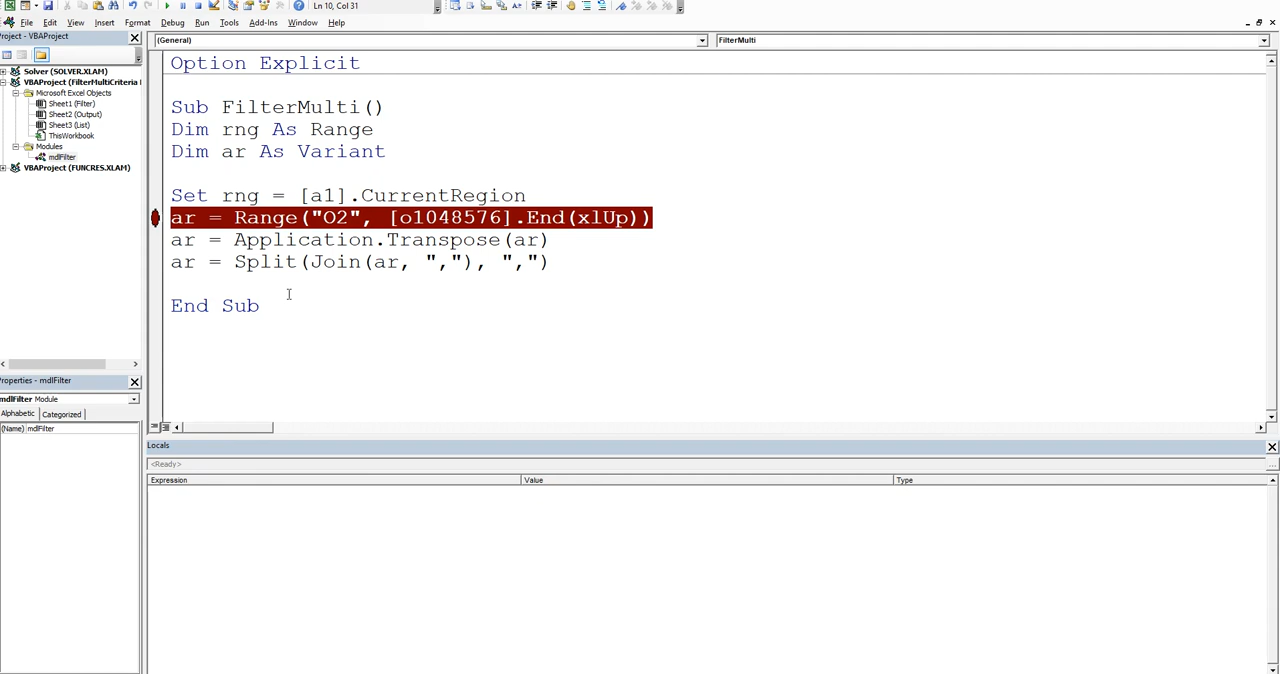 Ln 10, Col 31
File Edit View Insert Format Debug Run Tools Add-Ins Window Help
Project - VBAProject
(General)
FilterMulti
Solver (SOLVER.XLAM)
VBAProject (FilterMultiCriteria
Microsoft Excel Objects
Sheet1 (Filter)
Sheet2 (Output)
Sheet3 (List)
ThisWorkbook
Modules
mdlFilter
VBAProject (FUNCRES.XLAM)
Option Explicit
Sub FilterMulti()
Dim rng As Range
Dim ar As Variant
Set rng = [a1].CurrentRegion
ar = Range("O2", [o1048576].End(xlUp))
ar = Application.Transpose(ar)
ar = Split(Join(ar, ","), ",")
End Sub
Properties - mdlFilter
mdlFilter Module
Alphabetic Categorized
(Name) mdlFilter
Locals
<Ready>
Expression Value Type